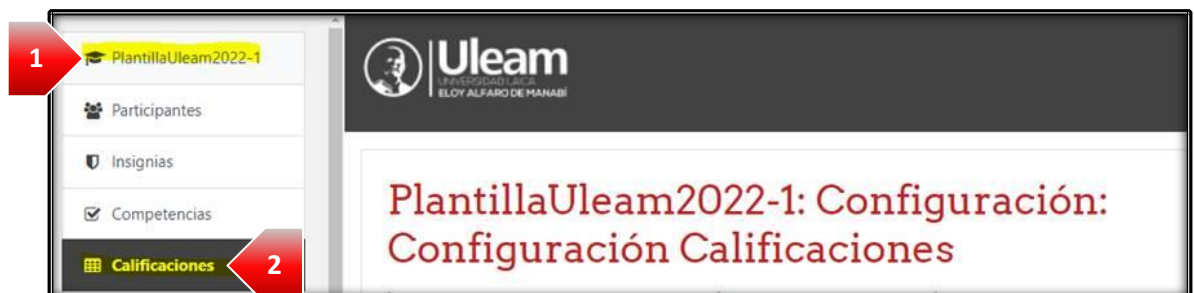 1
PlantillaUleam2022-1
Participantes
Insignias
Competencias
Calificaciones
2
Uleam
UNIVERSIDAD LAICA
ELOY ALFARO DE MANABÍ
PlantillaUleam2022-1: Configuración:
Configuración Calificaciones